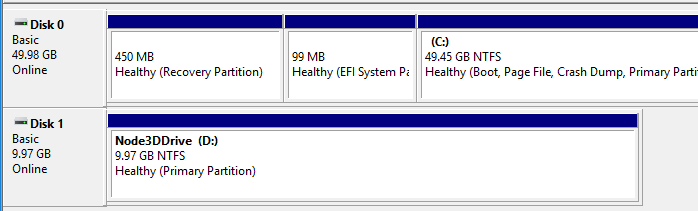 Disk 0
Basic
49.98 GB
Online
450 MB
Healthy (Recovery Partition)
99 MB
Healthy (EFI System Pa
(C:)
49.45 GB NTFS
Healthy (Boot, Page File, Crash Dump, Primary Parti
Disk 1
Basic
9.97 GB
Online
Node3DDrive (D:)
9.97 GB NTFS
Healthy (Primary Partition)